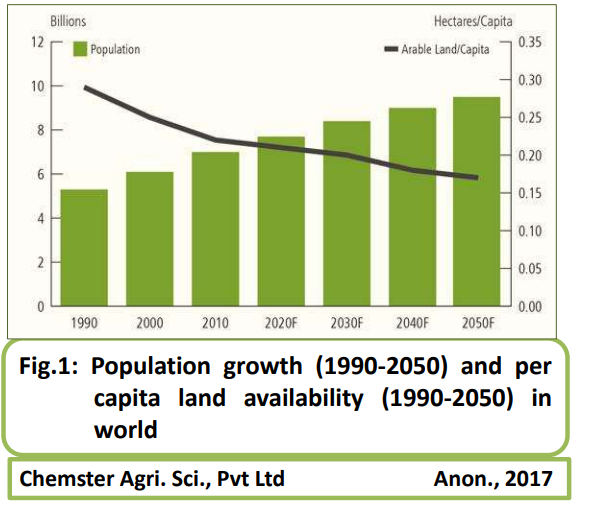 Billions Hectares/Capita
12 0.35
Population Arable Land/Capita
0.30
10
0.25
8
0.20
6
0.15
4
0.10
2
0.05
0 0.00
1990 2000 2010 2020F 2030F 2040F 2050F
Fig.1: Population growth (1990-2050) and per
capita land availability (1990-2050) in
world
Chemster Agri. Sci., Pvt Ltd Anon., 2017